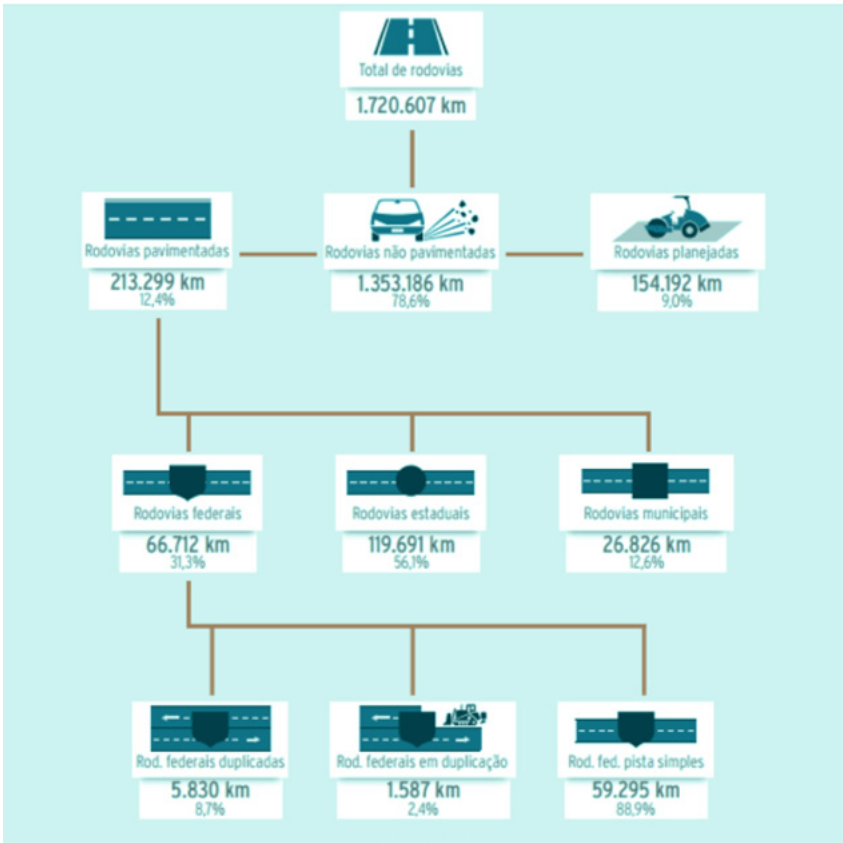 Total de rodovias
1.720.607 km
Rodovias pavimentadas
213.299 km
12,4%
Rodovias não pavimentadas
1.353.186 km
78,6%
Rodovias planejadas
154.192 km
9,0%
Rodovias federais
66.712 km
31,3%
Rodovias estaduais
119.691 km
56,1%
Rodovias municipais
26.826 km
12,6%
Rod. federais duplicadas
5.830 km
8,7%
Rod. federais em duplicação
1.587 km
2,4%
Rod. fed. pista simples
59.295 km
88,9%